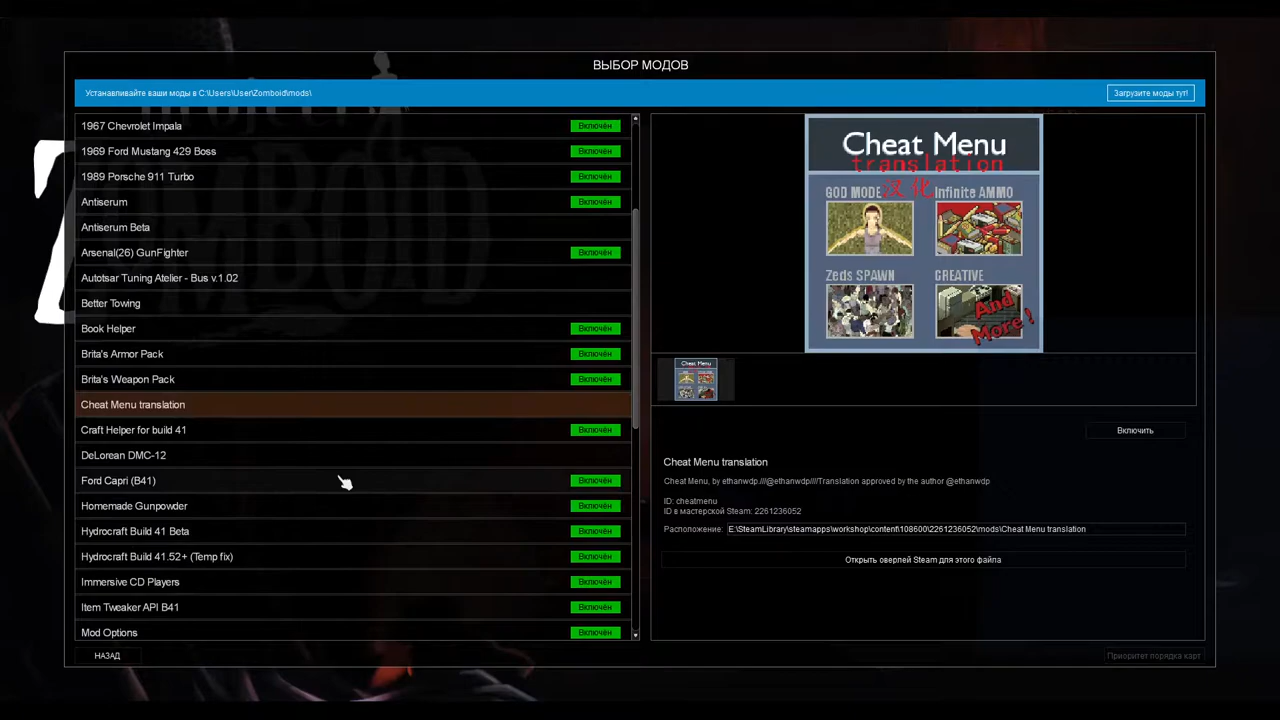 ВЫБОР МОДОВ
Устанавливайте ваши моды в C:\Users\User\Zomboid\mods\
Загрузите моды тут!
1967 Chevrolet Impala
Включён
1969 Ford Mustang 429 Boss
Включён
1989 Porsche 911 Turbo
Включён
Antiserum
Включён
Antiserum Beta
Arsenal(26) GunFighter
Включён
Autotsar Tuning Atelier - Bus v.1.02
Better Towing
Book Helper
Включён
Brita's Armor Pack
Включён
Brita's Weapon Pack
Включён
Cheat Menu translation
Craft Helper for build 41
Включён
DeLorean DMC-12
Ford Capri (B41)
Включён
Homemade Gunpowder
Включён
Hydrocraft Build 41 Beta
Включён
Hydrocraft Build 41.52+ (Temp fix)
Включён
Immersive CD Players
Включён
Item Tweaker API B41
Включён
Mod Options
Включён
Cheat Menu
translation
GOD MODE 汉化 Infinite AMMO
Zeds SPAWN
CREATIVE
And
More!
Cheat Menu
Включить
Cheat Menu translation
Cheat Menu, by ethanwdp.///@ethanwdp////Translation approved by the author @ethanwdp
ID: cheatmenu
ID в мастерской Steam: 2261236052
Расположение: E:\SteamLibrary\steamapps\workshop\content\108600\2261236052\mods\Cheat Menu translation
Открыть оверлей Steam для этого файла
НАЗАД
Приоритет порядка карт